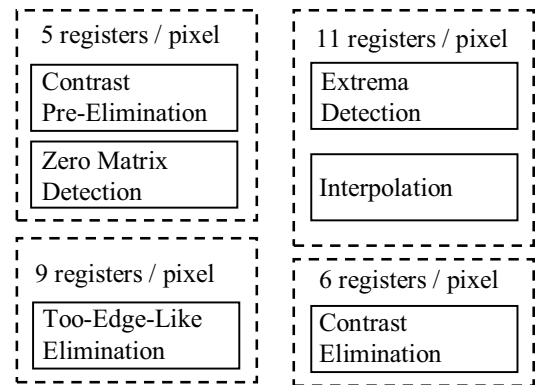 5 registers / pixel
Contrast
Pre-Elimination
Zero Matrix
Detection
11 registers / pixel
Extrema
Detection
Interpolation
9 registers / pixel
Too-Edge-Like
Elimination
6 registers / pixel
Contrast
Elimination